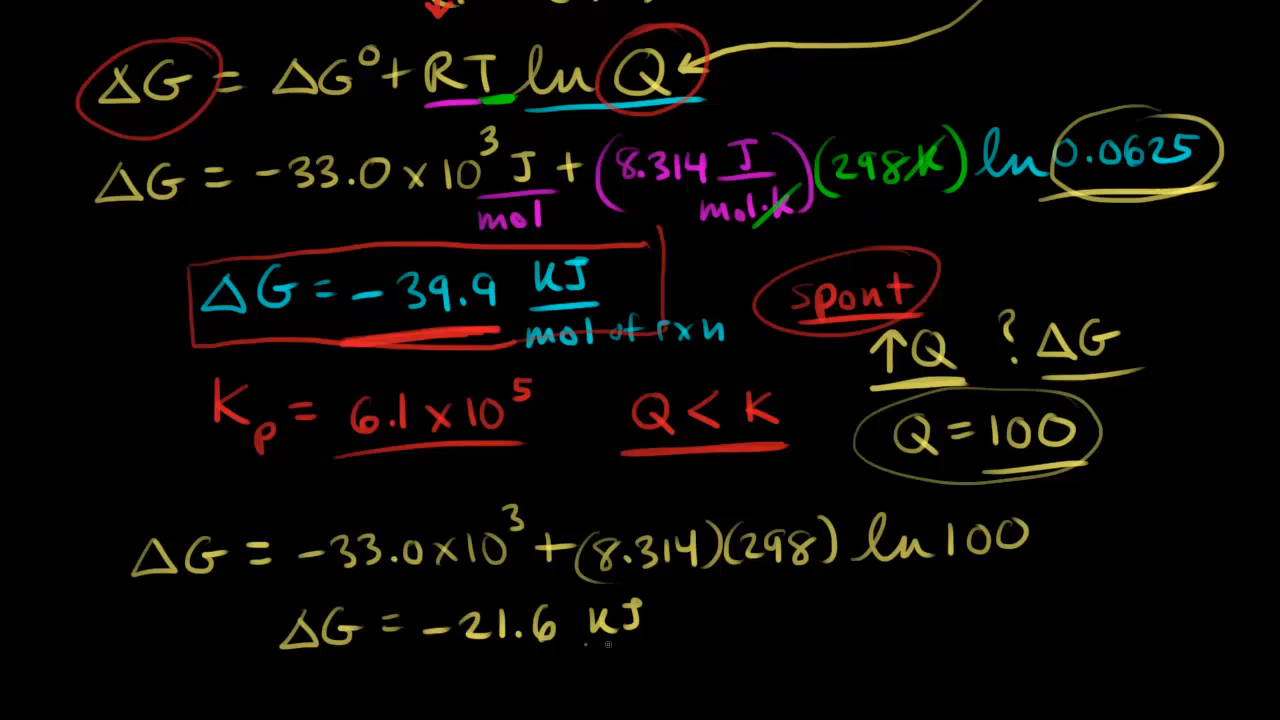 ΔG = ΔG° + RT ln Q
ΔG = -33.0 x 10³ J/mol + (8.314 J/mol·K)(298K) ln 0.0625
ΔG = -39.9 kJ/mol of rxn
spont
↑Q ? ΔG
Kp = 6.1 x 10⁵ Q < K
Q = 100
ΔG = -33.0 x 10³ + (8.314)(298) ln 100
ΔG = -21.6 kJ